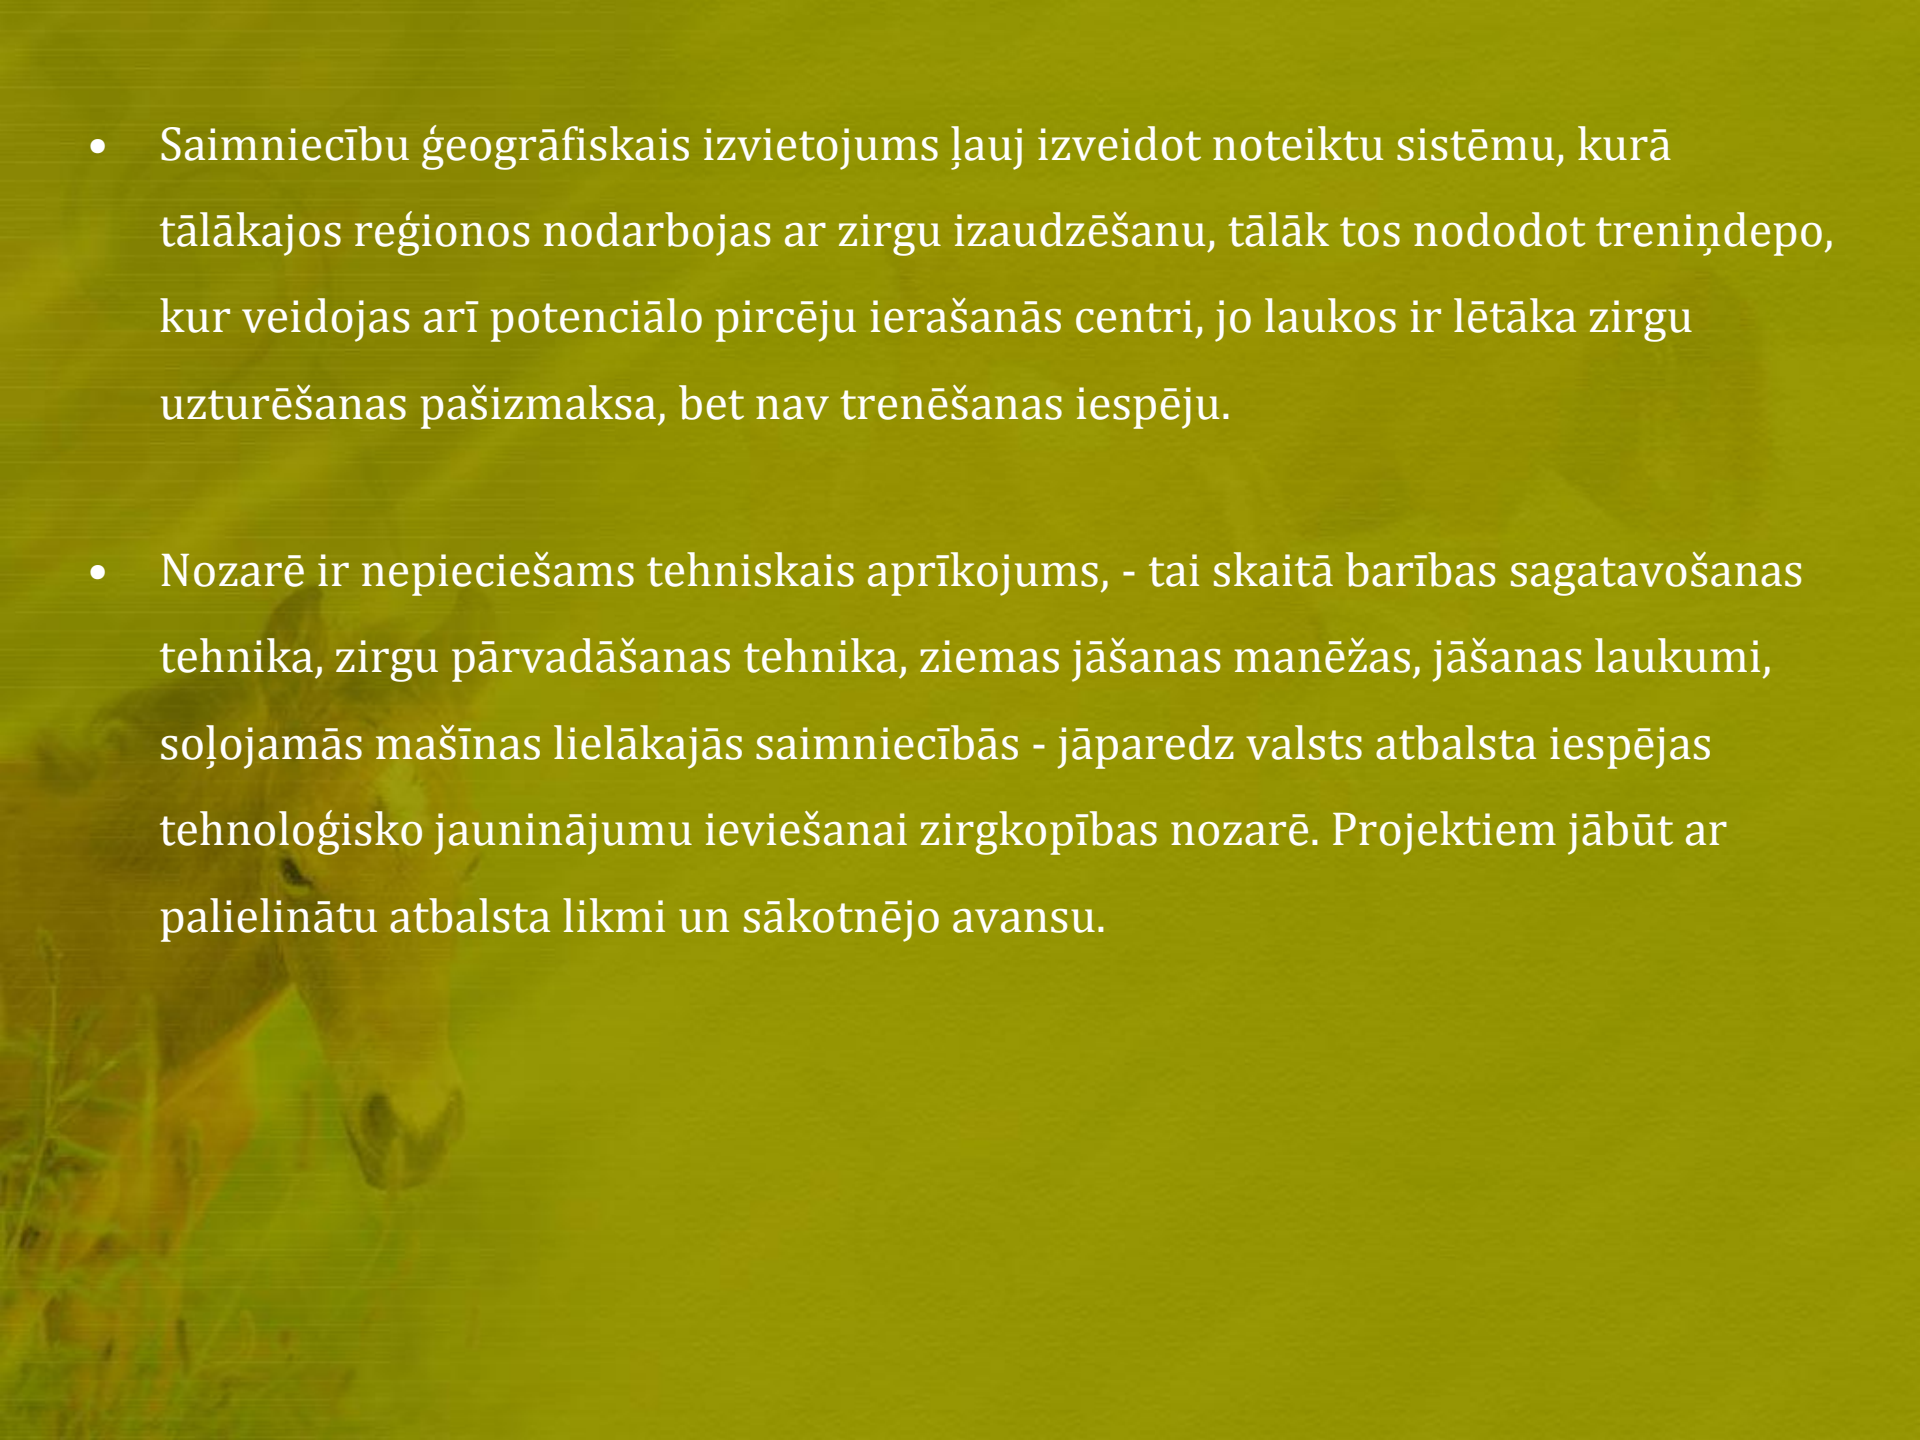 • Saimniecību ģeogrāfiskais izvietojums ļauj izveidot noteiktu sistēmu, kurā
tālākajos reģionos nodarbojas ar zirgu izaudzēšanu, tālāk tos nododot treniņdepo,
kur veidojas arī potenciālo pircēju ierašanās centri, jo laukos ir lētāka zirgu
uzturēšanas pašizmaksa, bet nav trenēšanas iespēju.
• Nozarē ir nepieciešams tehniskais aprīkojums, - tai skaitā barības sagatavošanas
tehnika, zirgu pārvadāšanas tehnika, ziemas jāšanas manēžas, jāšanas laukumi,
soļojamās mašīnas lielākajās saimniecībās - jāparedz valsts atbalsta iespējas
tehnoloģisko jauninājumu ieviešanai zirgkopības nozarē. Projektiem jābūt ar
palielinātu atbalsta likmi un sākotnējo avansu.